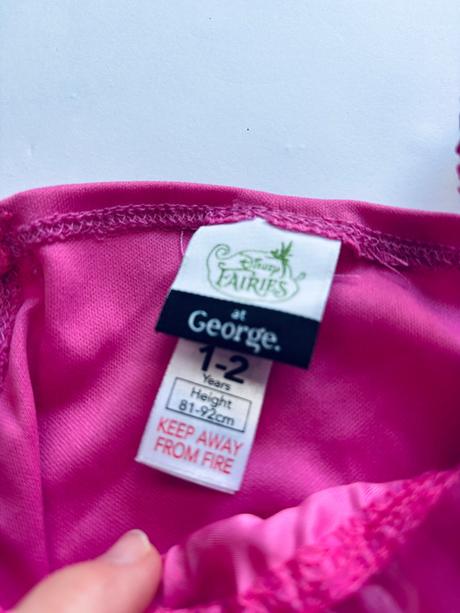 Disney
FAIRIES
at
George.
1-2
Years
Height
81-92cm
KEEP AWAY
FROM FIRE